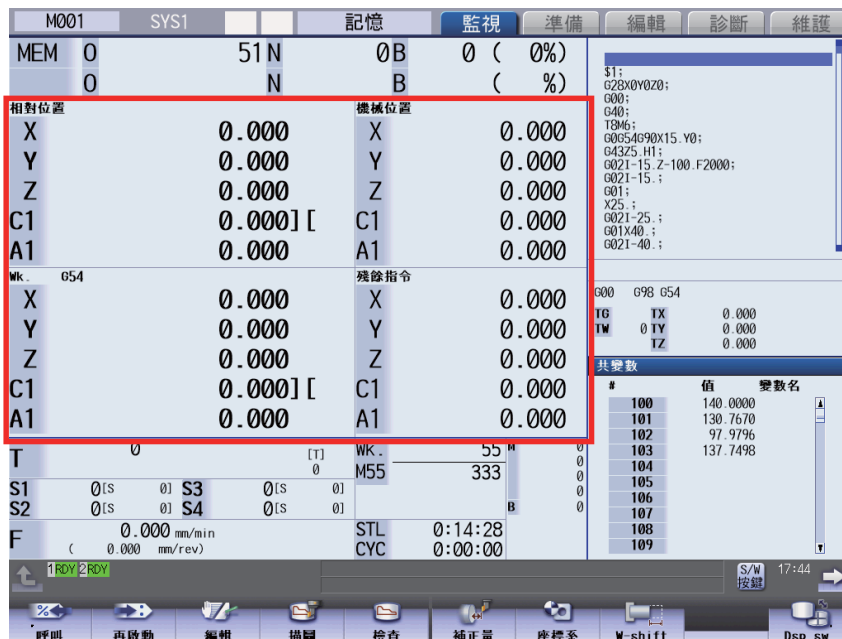 M001 SYS1 記憶 監視 準備 編輯 診斷 維護
MEM O 51 N 0 B 0 ( 0%)
O N B ( %)
相對位置 機械位置
X 0.000 X 0.000
Y 0.000 Y 0.000
Z 0.000 Z 0.000
C1 0.000][ C1 0.000
A1 0.000 A1 0.000
Wk. G54 殘餘指令
X 0.000 X 0.000
Y 0.000 Y 0.000
Z 0.000 Z 0.000
C1 0.000][ C1 0.000
A1 0.000 A1 0.000
T 0 [T] 0
S1 0[S 0] S3 0[S 0]
S2 0[S 0] S4 0[S 0]
F 0.000 mm/min
( 0.000 mm/rev)
WK. 55
M55 333
STL 0:14:28
CYC 0:00:00
M 0
0
0
0
B 0
$1;
G28X0Y0Z0;
G00;
G40;
T8M6;
G0G54G90X15.Y0;
G43Z5.H1;
G02I-15.Z-100.F2000;
G02I-15.;
G01;
X25.;
G02I-25.;
G01X40.;
G02I-40.;
G00 G98 G54
TG TX 0.000
TW 0 TY 0.000
TZ 0.000
共變數
# 值 變數名
100 140.0000
101 130.7670
102 97.9796
103 137.7498
104
105
106
107
108
109
1RDY 2RDY S/W 按鍵 17:44
呼叫 再啟動 編輯 描圖 檢查 補正量 座標系 W-shift Dsp sw